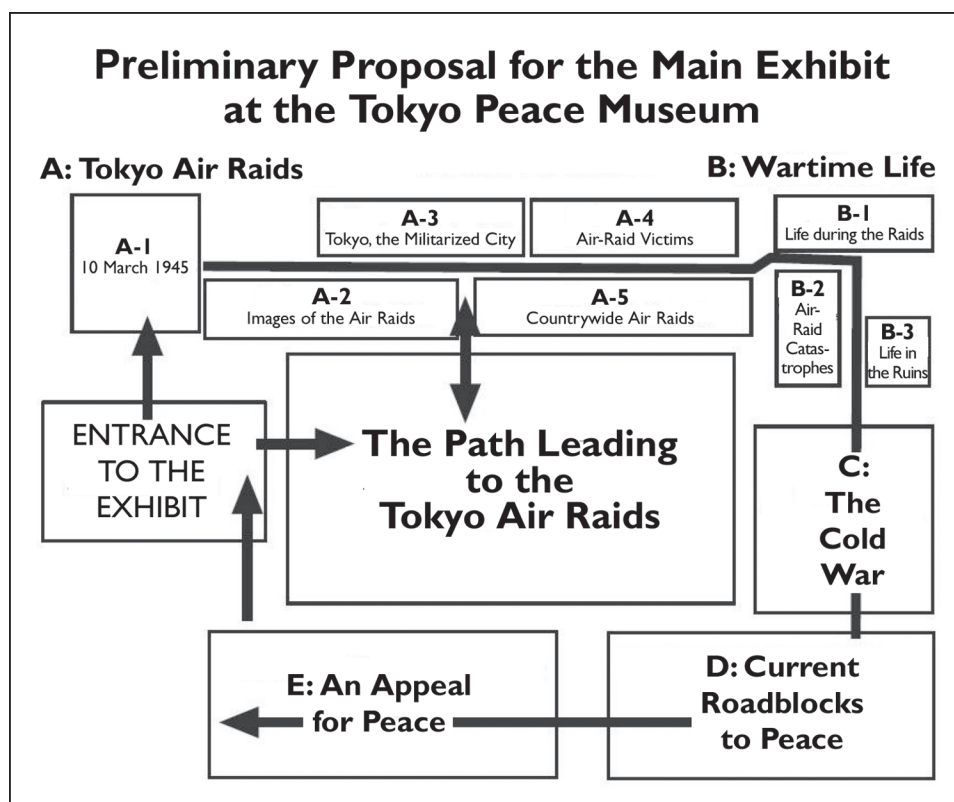 Preliminary Proposal for the Main Exhibit
at the Tokyo Peace Museum
A: Tokyo Air Raids
B: Wartime Life
A-1
10 March 1945
A-3
Tokyo, the Militarized City
A-4
Air-Raid Victims
B-1
Life during the Raids
A-2
Images of the Air Raids
A-5
Countrywide Air Raids
B-2
Air-
Raid
Catas-
trophes
B-3
Life in
the Ruins
ENTRANCE
TO THE
EXHIBIT
The Path Leading
to the
Tokyo Air Raids
C:
The
Cold
War
D: Current
Roadblocks
to Peace
E: An Appeal
for Peace